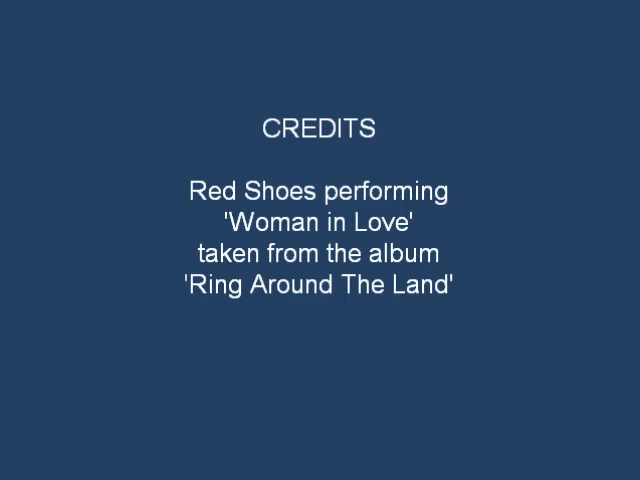 CREDITS
Red Shoes performing
'Woman in Love'
taken from the album
'Ring Around The Land'